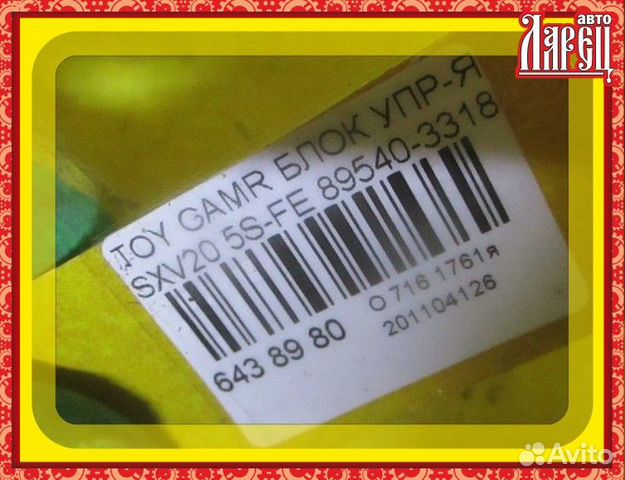 авто
ЛАРЕЦ
TOY GAMR БЛОК УПР-Я
SXV20 5S-FE 89540-3318
643 89 80
О 716 1761я
201104126
Avito